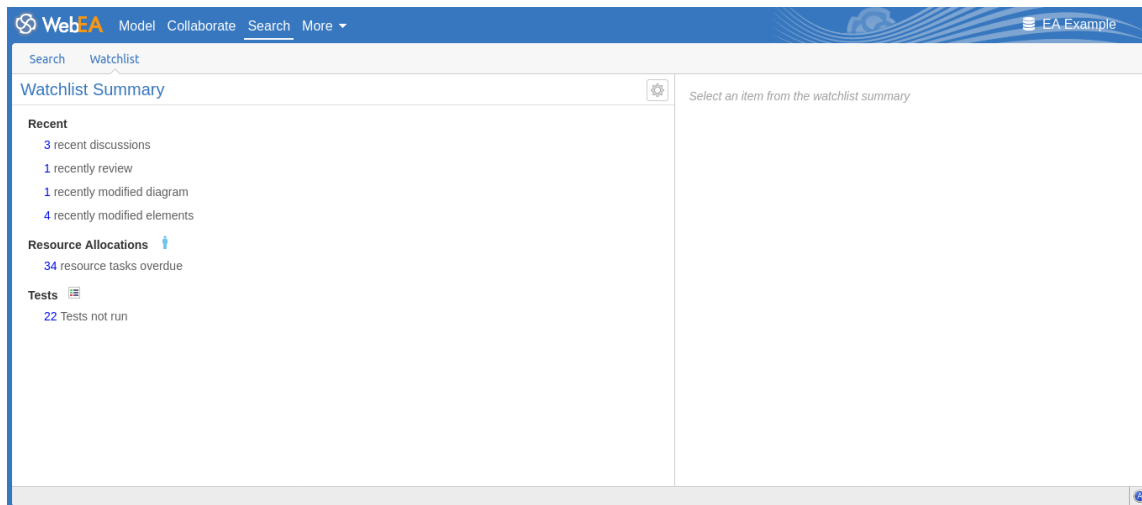 WebEA Model Collaborate Search More EA Example
Search Watchlist
Watchlist Summary
Select an item from the watchlist summary
Recent
3 recent discussions
1 recently review
1 recently modified diagram
4 recently modified elements
Resource Allocations
34 resource tasks overdue
Tests
22 Tests not run